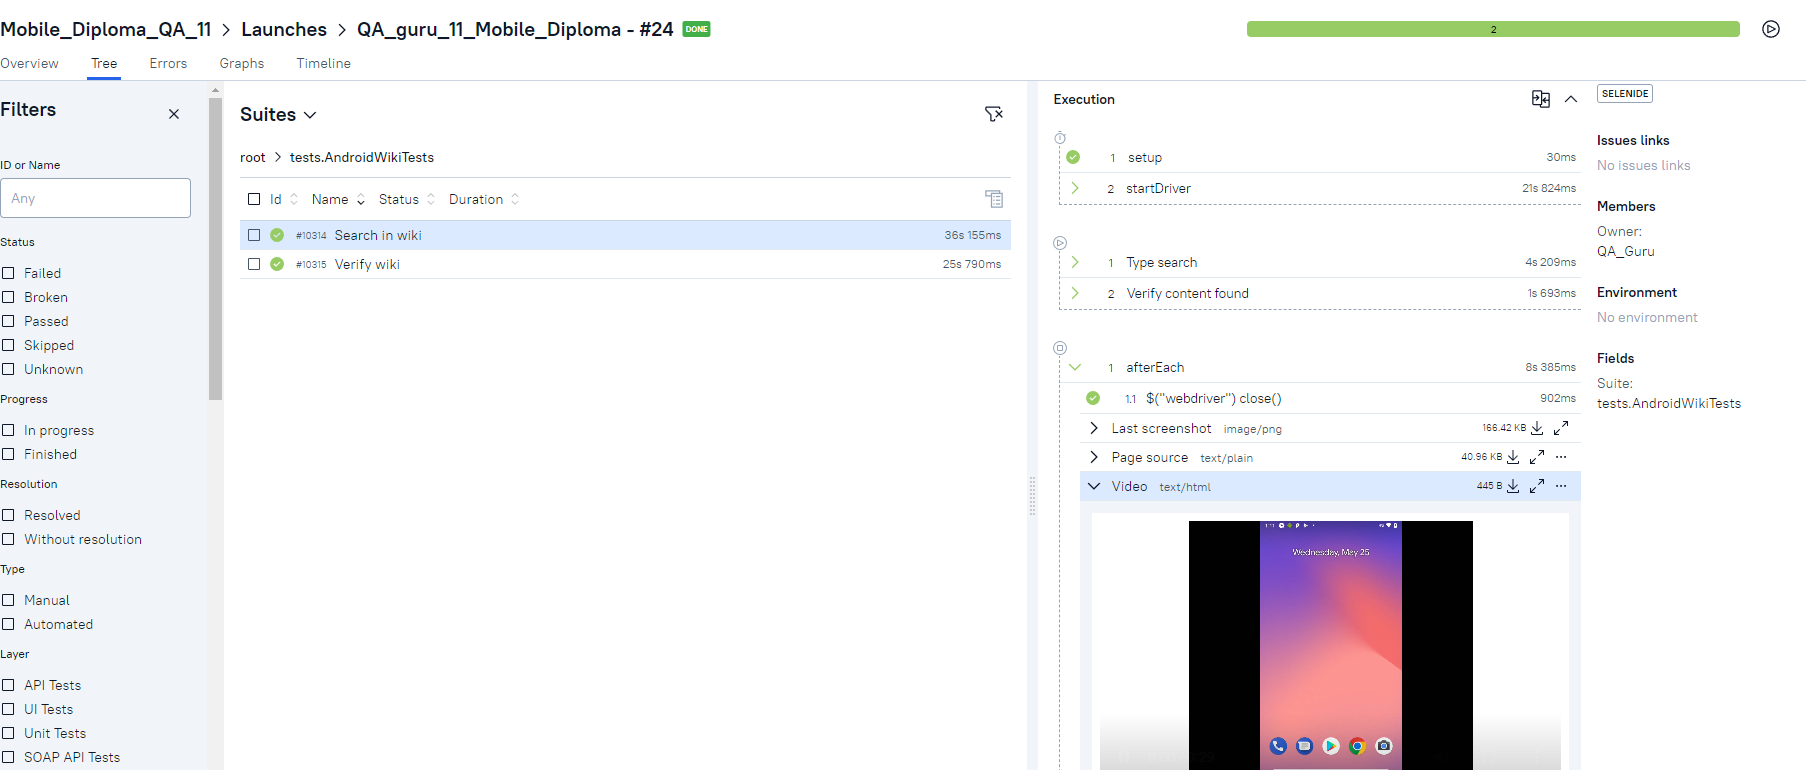 Mobile_Diploma_QA_11 > Launches > QA_guru_11_Mobile_Diploma - #24 DONE
2
Overview Tree Errors Graphs Timeline
Filters
ID or Name
Any
Status
Failed
Broken
Passed
Skipped
Unknown
Progress
In progress
Finished
Resolution
Resolved
Without resolution
Type
Manual
Automated
Layer
API Tests
UI Tests
Unit Tests
SOAP API Tests
Suites
root > tests.AndroidWikiTests
Id Name Status Duration
#10314 Search in wiki 36s 155ms
#10315 Verify wiki 25s 790ms
Execution
1 setup 30ms
2 startDriver 21s 824ms
1 Type search 4s 209ms
2 Verify content found 1s 693ms
1 afterEach 8s 385ms
1.1 $("webdriver") close() 902ms
Last screenshot image/png 166.42 KB
Page source text/plain 40.96 KB
Video text/html 445 B
Wednesday, May 25
SELENIDE
Issues links
No issues links
Members
Owner:
QA_Guru
Environment
No environment
Fields
Suite:
tests.AndroidWikiTests